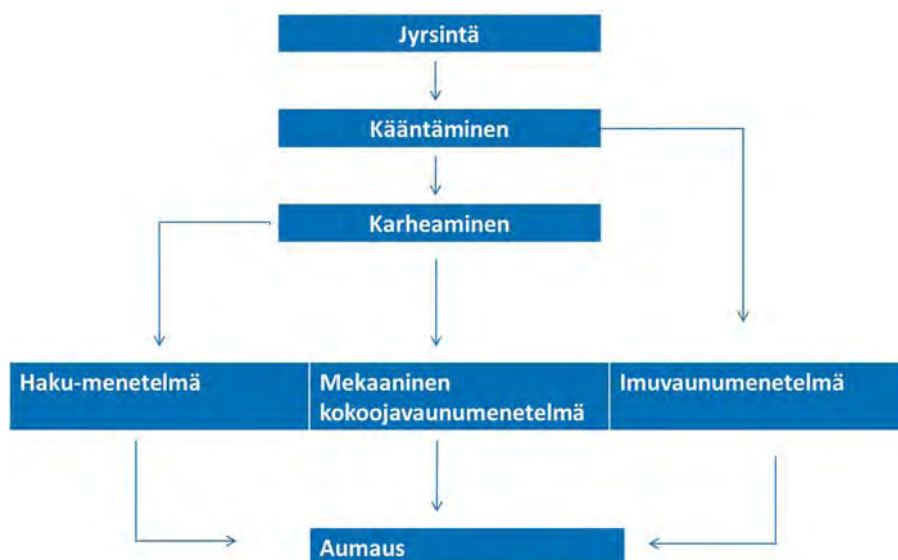 Jyrsintä
Kääntäminen
Karheaminen
Haku-menetelmä
Mekaaninen
kokoojavaunumenetelmä
Imuvaunumenetelmä
Aumaus